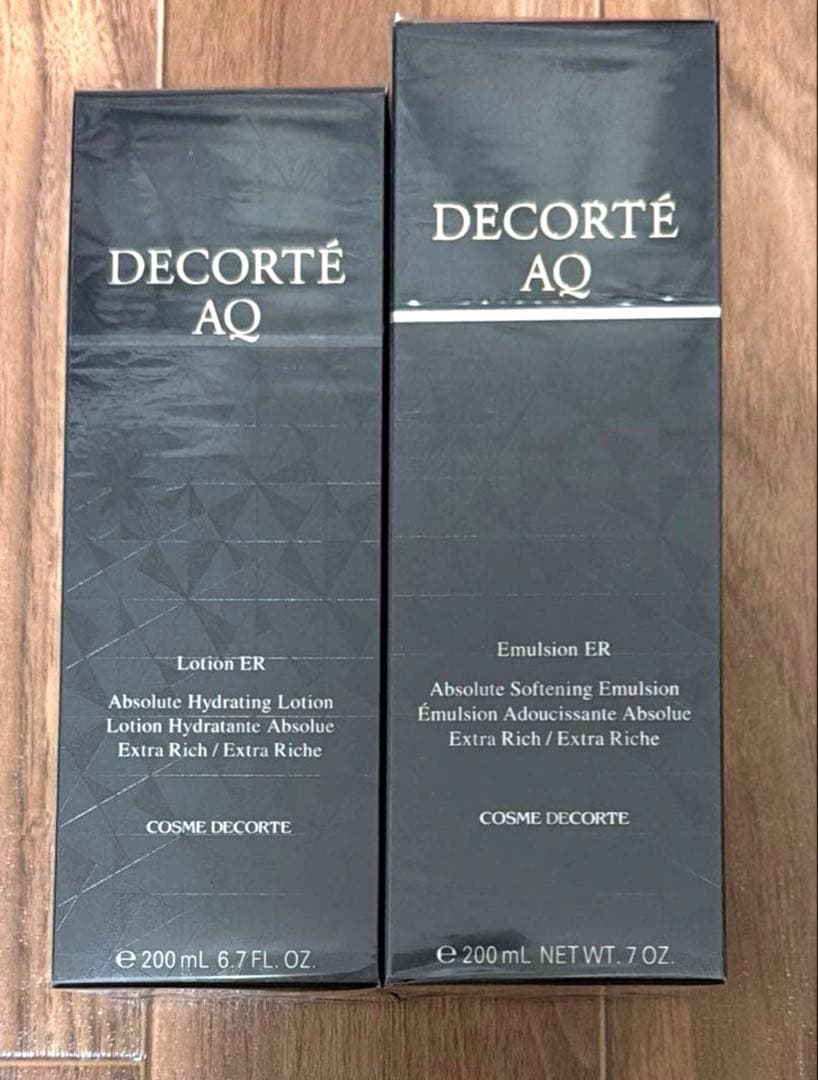 DECORTÉ
AQ
Lotion ER
Absolute Hydrating Lotion
Lotion Hydratante Absolue
Extra Rich / Extra Riche
COSME DECORTE
℮ 200 mL 6.7 FL. OZ.
DECORTÉ
AQ
Emulsion ER
Absolute Softening Emulsion
Émulsion Adoucissante Absolue
Extra Rich / Extra Riche
COSME DECORTE
℮ 200 mL NET WT. 7 OZ.